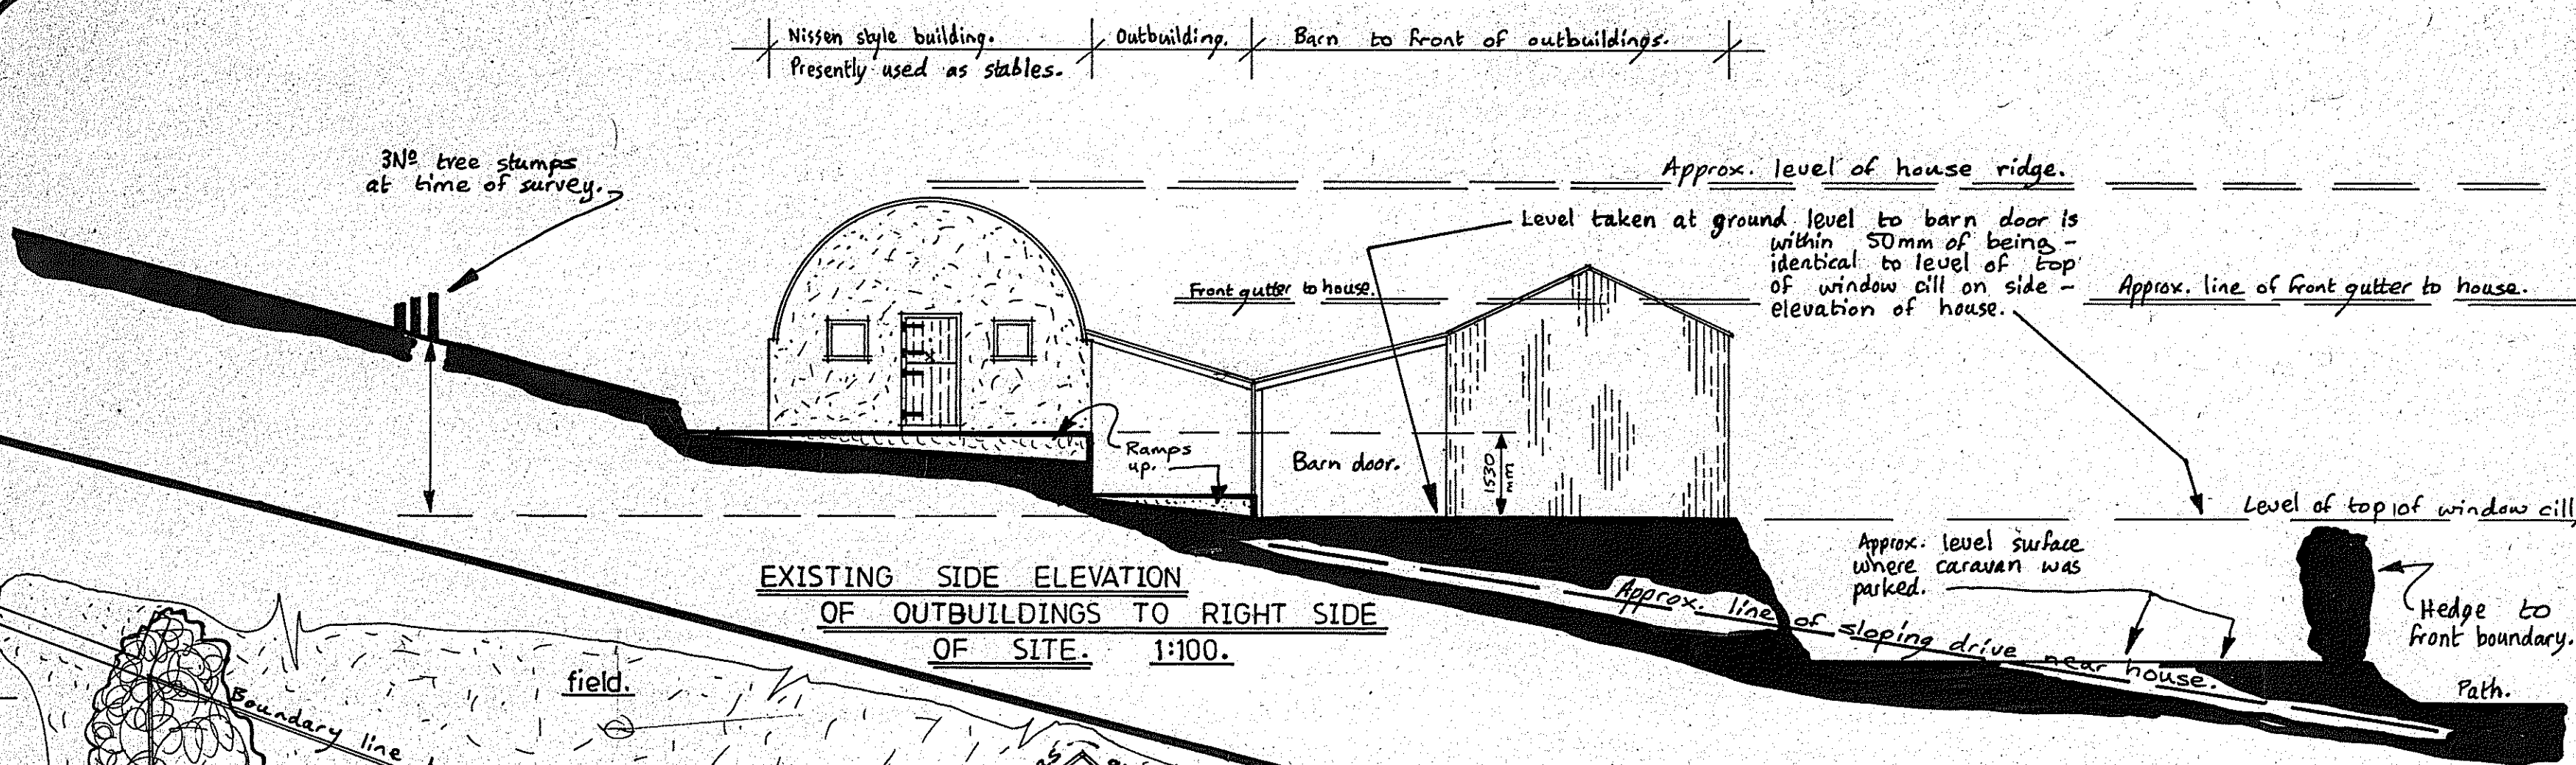 Nissen style building.
Presently used as stables.
Outbuilding.
Barn to front of outbuildings.
3Nº tree stumps
at time of survey.
Approx. level of house ridge.
Level taken at ground level to barn door is
within 50mm of being -
identical to level of top
of window cill on side -
elevation of house.
Front gutter to house.
Approx. line of front gutter to house.
Ramps
up.
Barn door.
1530
mm
Level of top of window cill
Approx. level surface
where caravan was
parked.
Hedge to
front boundary.
Path.
Approx. line of sloping drive near house.
EXISTING SIDE ELEVATION
OF OUTBUILDINGS TO RIGHT SIDE
OF SITE. 1:100.
field.
Boundary line